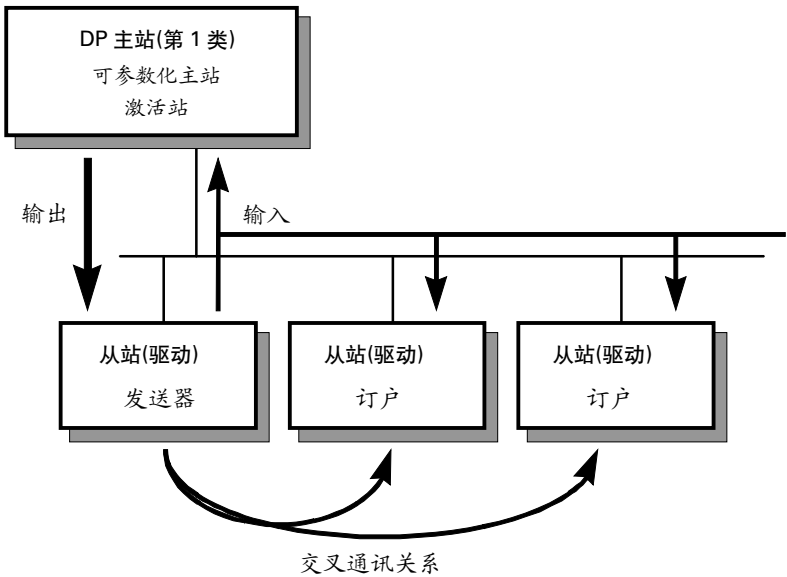 DP 主站(第 1 类)
可参数化主站
激活站
输出
输入
从站(驱动)
发送器
从站(驱动)
订户
从站(驱动)
订户
交叉通讯关系